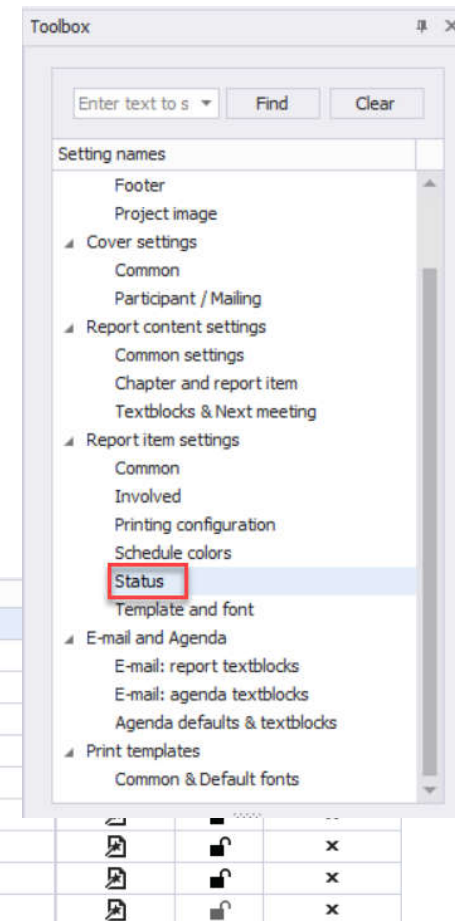 Toolbox
Enter text to s Find Clear
Setting names
Footer
Project image
Cover settings
Common
Participant / Mailing
Report content settings
Common settings
Chapter and report item
Textblocks & Next meeting
Report item settings
Common
Involved
Printing configuration
Schedule colors
Status
Template and font
E-mail and Agenda
E-mail: report textblocks
E-mail: agenda textblocks
Agenda defaults & textblocks
Print templates
Common & Default fonts